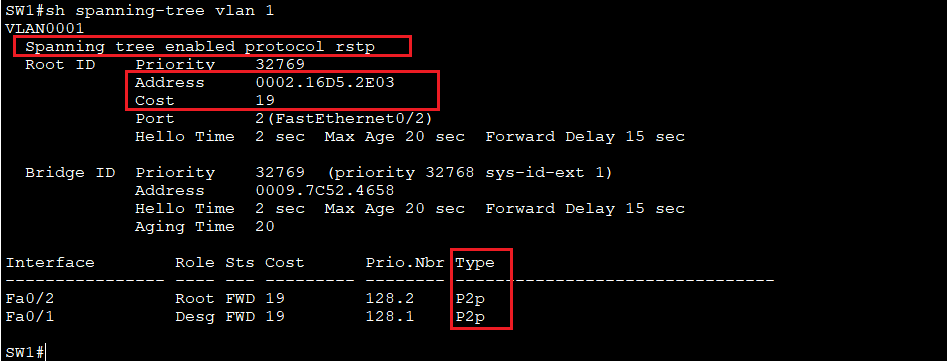 SW1#sh spanning-tree vlan 1
VLAN0001
  Spanning tree enabled protocol rstp
  Root ID    Priority    32769
             Address     0002.16D5.2E03
             Cost        19
             Port        2(FastEthernet0/2)
             Hello Time  2 sec  Max Age 20 sec  Forward Delay 15 sec
  Bridge ID  Priority    32769  (priority 32768 sys-id-ext 1)
             Address     0009.7C52.4658
             Hello Time  2 sec  Max Age 20 sec  Forward Delay 15 sec
             Aging Time  20
Interface        Role Sts Cost      Prio.Nbr Type
---------------- ---- --- --------- -------- --------------------------------
Fa0/2            Root FWD 19        128.2    P2p
Fa0/1            Desg FWD 19        128.1    P2p
SW1#